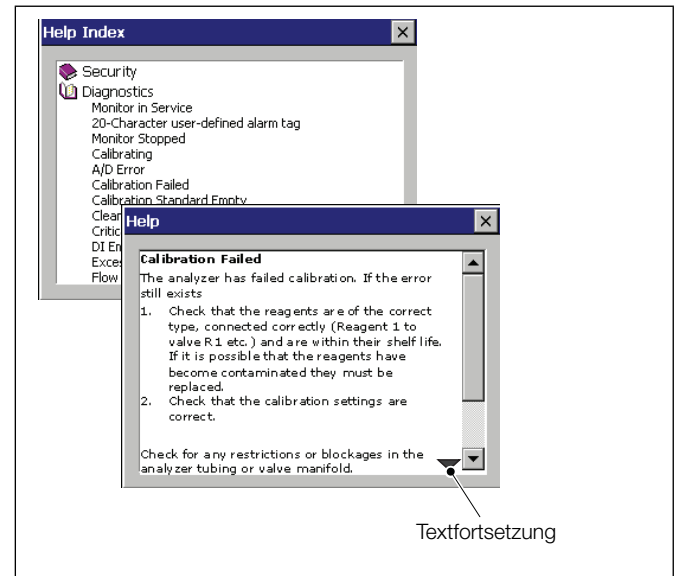 Help Index
Security
Diagnostics
Monitor in Service
20-Character user-defined alarm tag
Monitor Stopped
Calibrating
A/D Error
Calibration Failed
Calibration Standard Empty
Clean
Critic
DI En
Exces
Flow
Help
Calibration Failed
The analyzer has failed calibration. If the error
still exists
1. Check that the reagents are of the correct
type, connected correctly (Reagent 1 to
valve R1 etc.) and are within their shelf life.
If it is possible that the reagents have
become contaminated they must be
replaced.
2. Check that the calibration settings are
correct.
Check for any restrictions or blockages in the
analyzer tubing or valve manifold.
Textfortsetzung